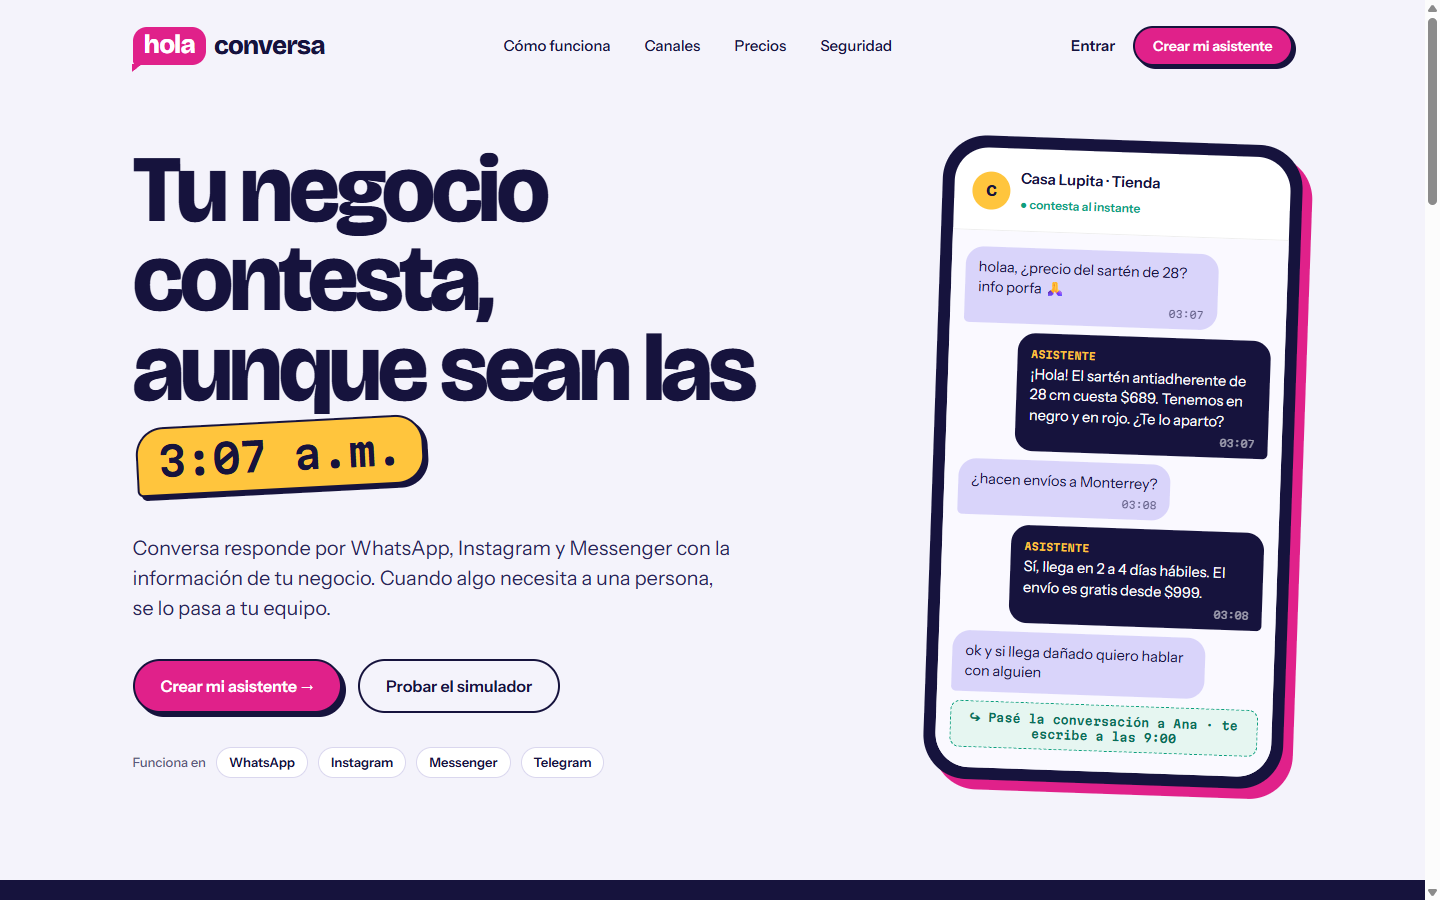 hola conversa
Cómo funciona
Canales
Precios
Seguridad
Entrar
Crear mi asistente
Tu negocio
contesta,
aunque sean las
3:07 a.m.
Conversa responde por WhatsApp, Instagram y Messenger con la
información de tu negocio. Cuando algo necesita a una persona,
se lo pasa a tu equipo.
Crear mi asistente →
Probar el simulador
Funciona en
WhatsApp
Instagram
Messenger
Telegram
C
Casa Lupita · Tienda
● contesta al instante
holaa, ¿precio del sartén de 28?
info porfa 🙏
03:07
ASISTENTE
¡Hola! El sartén antiadherente de
28 cm cuesta $689. Tenemos en
negro y en rojo. ¿Te lo aparto?
03:07
¿hacen envíos a Monterrey?
03:08
ASISTENTE
Sí, llega en 2 a 4 días hábiles. El
envío es gratis desde $999.
03:08
ok y si llega dañado quiero hablar
con alguien
↪ Pasé la conversación a Ana · te
escribe a las 9:00